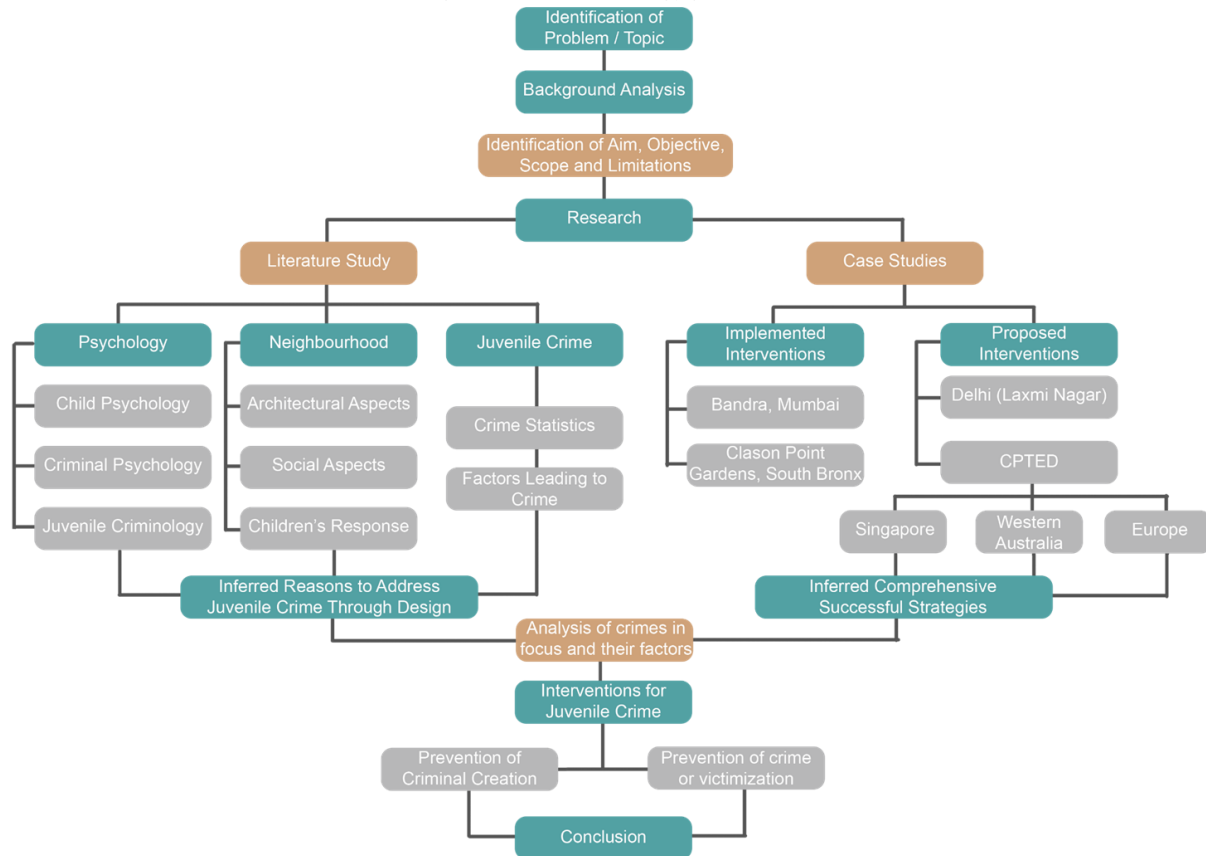 Identification of
Problem / Topic
Background Analysis
Identification of Aim, Objective,
Scope and Limitations
Research
Literature Study
Case Studies
Psychology
Neighbourhood
Juvenile Crime
Implemented
Interventions
Proposed
Interventions
Child Psychology
Architectural Aspects
Crime Statistics
Bandra, Mumbai
Delhi (Laxmi Nagar)
Criminal Psychology
Social Aspects
Factors Leading to
Crime
Clason Point
Gardens, South Bronx
CPTED
Juvenile Criminology
Children’s Response
Singapore
Western
Australia
Europe
Inferred Reasons to Address
Juvenile Crime Through Design
Inferred Comprehensive
Successful Strategies
Analysis of crimes in
focus and their factors
Interventions for
Juvenile Crime
Prevention of
Criminal Creation
Prevention of crime
or victimization
Conclusion